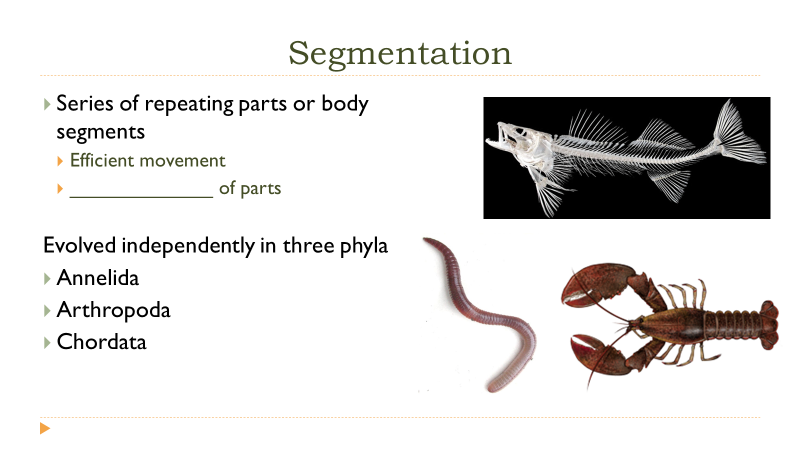 Segmentation
Series of repeating parts or body
segments
Efficient movement
_______________ of parts
Evolved independently in three phyla
Annelida
Arthropoda
Chordata